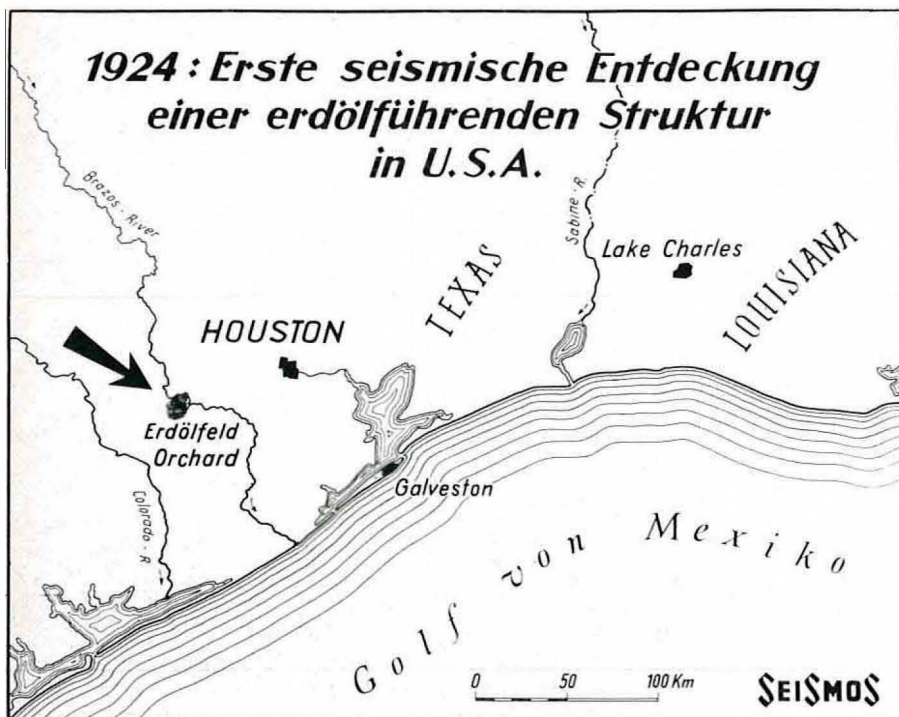 1924 : Erste seismische Entdeckung
einer erdölführenden Struktur
in U.S.A.
Brazos - River
Sabine - R.
Lake Charles
TEXAS
LOUISIANA
HOUSTON
Erdölfeld
Orchard
Colorado - R
Galveston
Golf von Mexiko
0 50 100 Km
SEISMOS